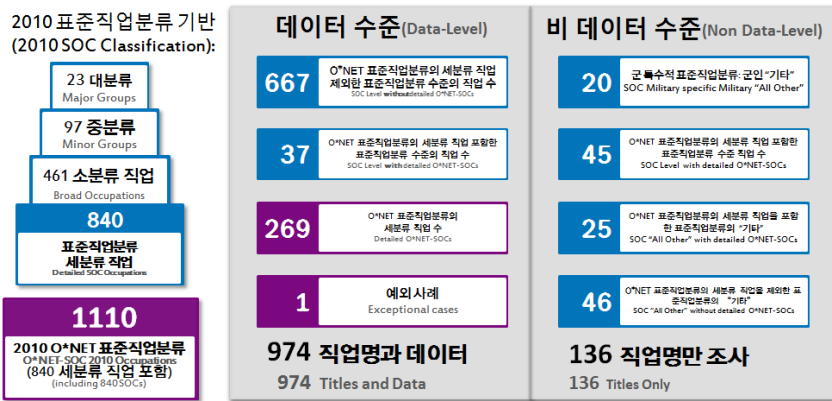 2010 표준직업분류 기반
(2010 SOC Classification):
23 대분류
Major Groups
97 중분류
Minor Groups
461 소분류 직업
Broad Occupations
840
표준직업분류
세분류 직업
Detailed SOC Occupations
1110
2010 O*NET 표준직업분류
O*NET-SOC 2010 Occupations
(840 세분류 직업 포함)
(including 840 SOCs)
데이터 수준(Data-Level)
667
O*NET 표준직업분류의 세분류 직업
제외한 표준직업분류 수준의 직업 수
SOC Level without detailed O*NET-SOCs
37
O*NET 표준직업분류의 세분류 직업 포함한
표준직업분류 수준의 직업 수
SOC Level with detailed O*NET-SOCs
269
O*NET 표준직업분류의
세분류 직업 수
Detailed O*NET-SOCs
1
예외사례
Exceptional cases
974 직업명과 데이터
974 Titles and Data
비 데이터 수준(Non Data-Level)
20
군 특수적 표준직업분류: 군인 "기타"
SOC Military specific Military "All Other"
45
O*NET 표준직업분류의 세분류 직업 포함한
표준직업분류 수준 직업 수
SOC Level with detailed O*NET-SOCs
25
O*NET 표준직업분류의 세분류 직업을 포함
한 표준직업분류의 "기타"
SOC "All Other" with detailed O*NET-SOCs
46
O*NET 표준직업분류의 세분류 직업을 제외한 표
준직업분류의 "기타"
SOC "All Other" without detailed O*NET-SOCs
136 직업명만 조사
136 Titles Only